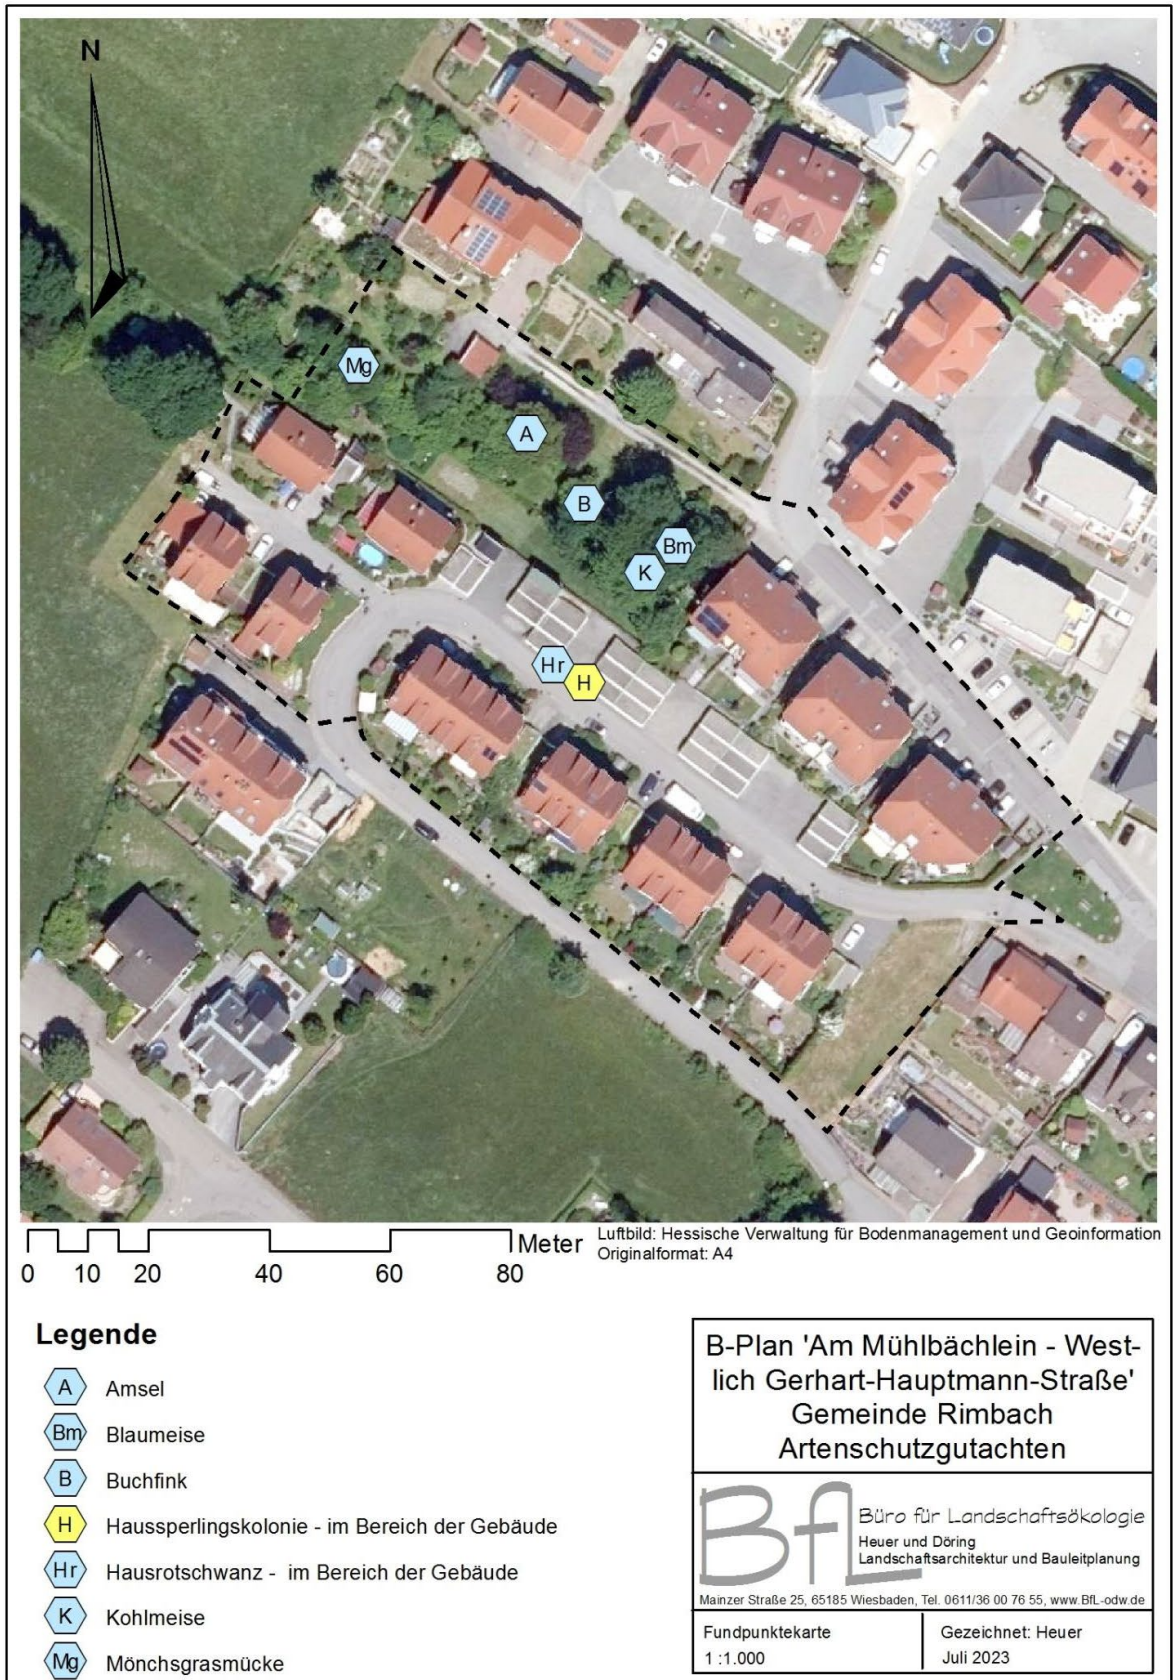 N
Mg
A
B
Bm
K
Hr
H
Meter
0 10 20 40 60 80
Luftbild: Hessische Verwaltung für Bodenmanagement und Geoinformation
Originalformat: A4
Legende
A Amsel
Bm Blaumeise
B Buchfink
H Haussperlingskolonie - im Bereich der Gebäude
Hr Hausrotschwanz - im Bereich der Gebäude
K Kohlmeise
Mg Mönchsgrasmücke
B-Plan 'Am Mühlbächlein - West-
lich Gerhart-Hauptmann-Straße'
Gemeinde Rimbach
Artenschutzgutachten
BfL
Büro für Landschaftsökologie
Heuer und Döring
Landschaftsarchitektur und Bauleitplanung
Mainzer Straße 25, 65185 Wiesbaden, Tel. 0611/36 00 76 55, www.BfL-odw.de
Fundpunktekarte
1 :1.000
Gezeichnet: Heuer
Juli 2023